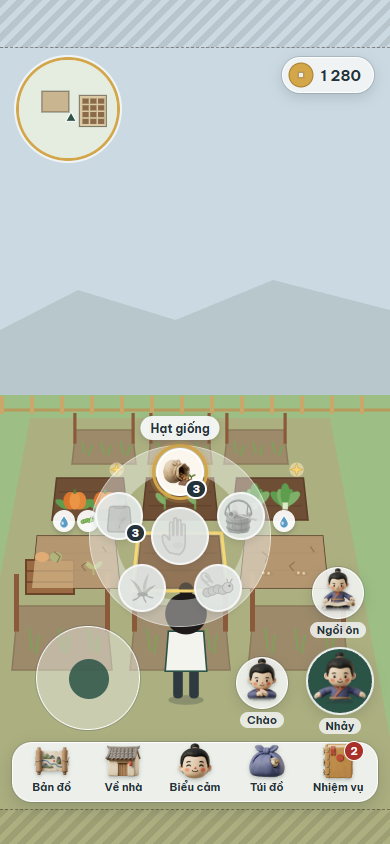 1 280
Hạt giống
3
3
Ngồi ôn
Chào
Nhảy
2
Bản đồ
Về nhà
Biểu cảm
Túi đồ
Nhiệm vụ